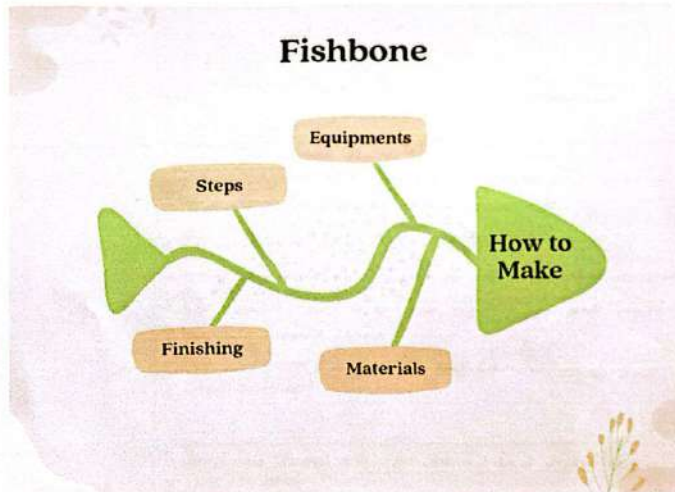 Fishbone
Equipments
Steps
How to
Make
Finishing
Materials